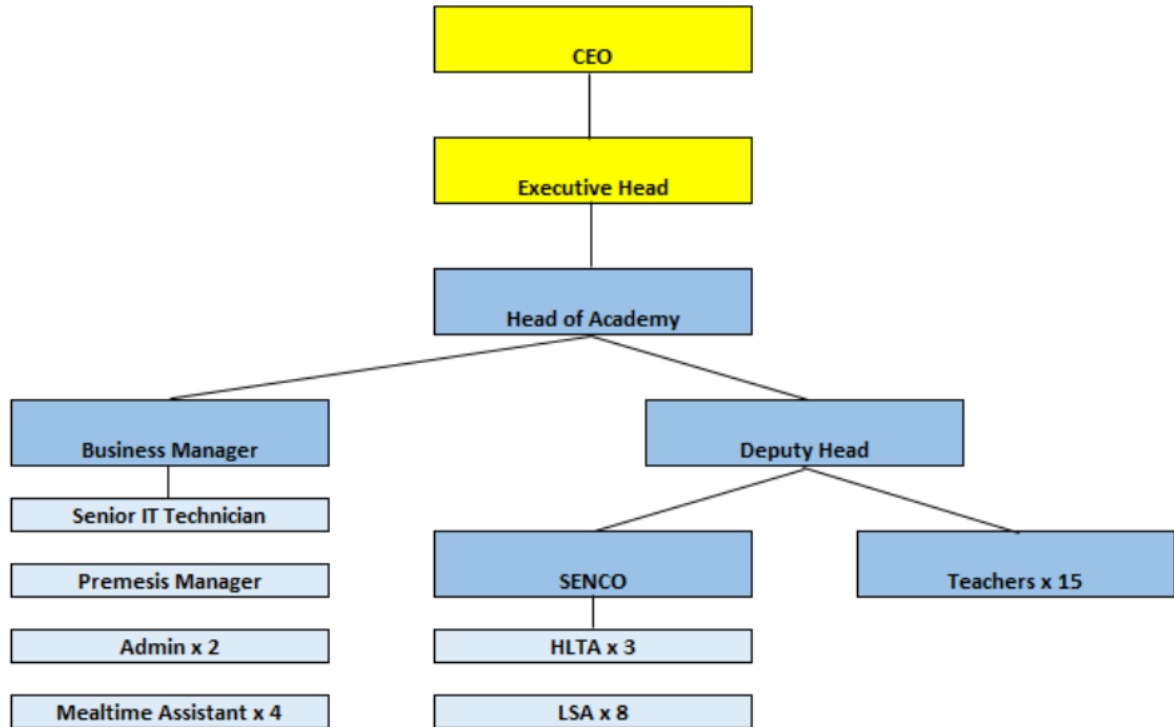 CEO
Executive Head
Head of Academy
Business Manager
Deputy Head
Senior IT Technician
SENCO
Teachers x 15
Premesis Manager
Admin x 2
HLTA x 3
Mealtime Assistant x 4
LSA x 8